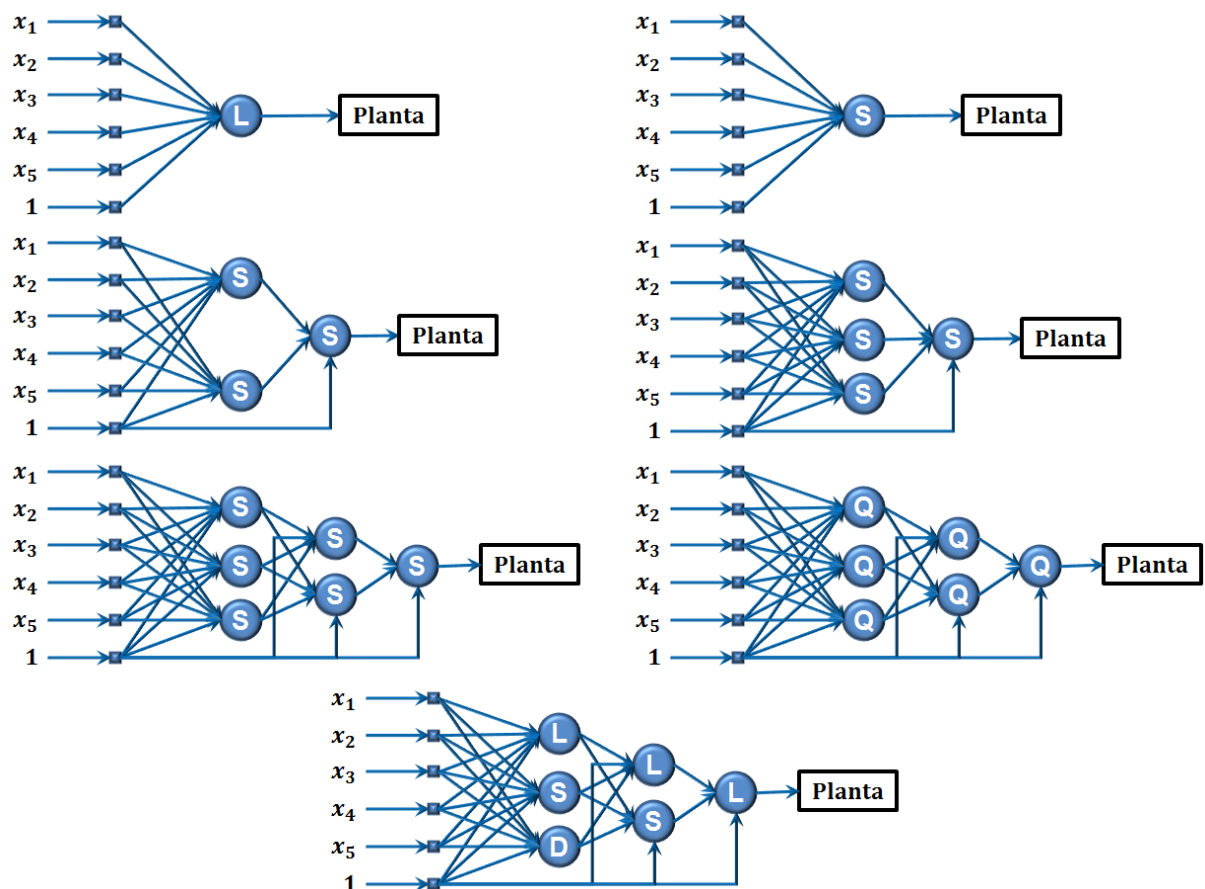 x₁
x₂
x₃
x₄
x₅
1
L
Planta
x₁
x₂
x₃
x₄
x₅
1
S
Planta
x₁
x₂
x₃
x₄
x₅
1
S
S
S
Planta
x₁
x₂
x₃
x₄
x₅
1
S
S
S
S
Planta
x₁
x₂
x₃
x₄
x₅
1
S
S
S
S
S
S
Planta
x₁
x₂
x₃
x₄
x₅
1
Q
Q
Q
Q
Q
Q
Planta
x₁
x₂
x₃
x₄
x₅
1
L
S
D
L
S
L
Planta